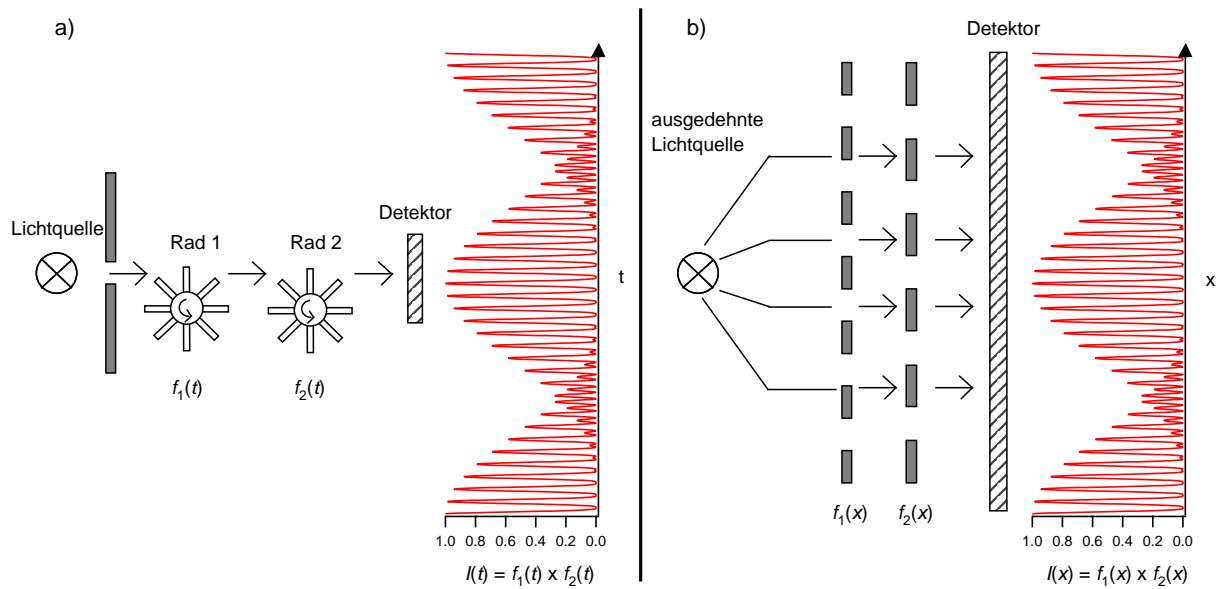 a)
Lichtquelle
Rad 1
Rad 2
Detektor
f1(t)
f2(t)
t
1.0 0.8 0.6 0.4 0.2 0.0
I(t) = f1(t) x f2(t)
b)
Detektor
ausgedehnte
Lichtquelle
f1(x)
f2(x)
x
1.0 0.8 0.6 0.4 0.2 0.0
I(x) = f1(x) x f2(x)